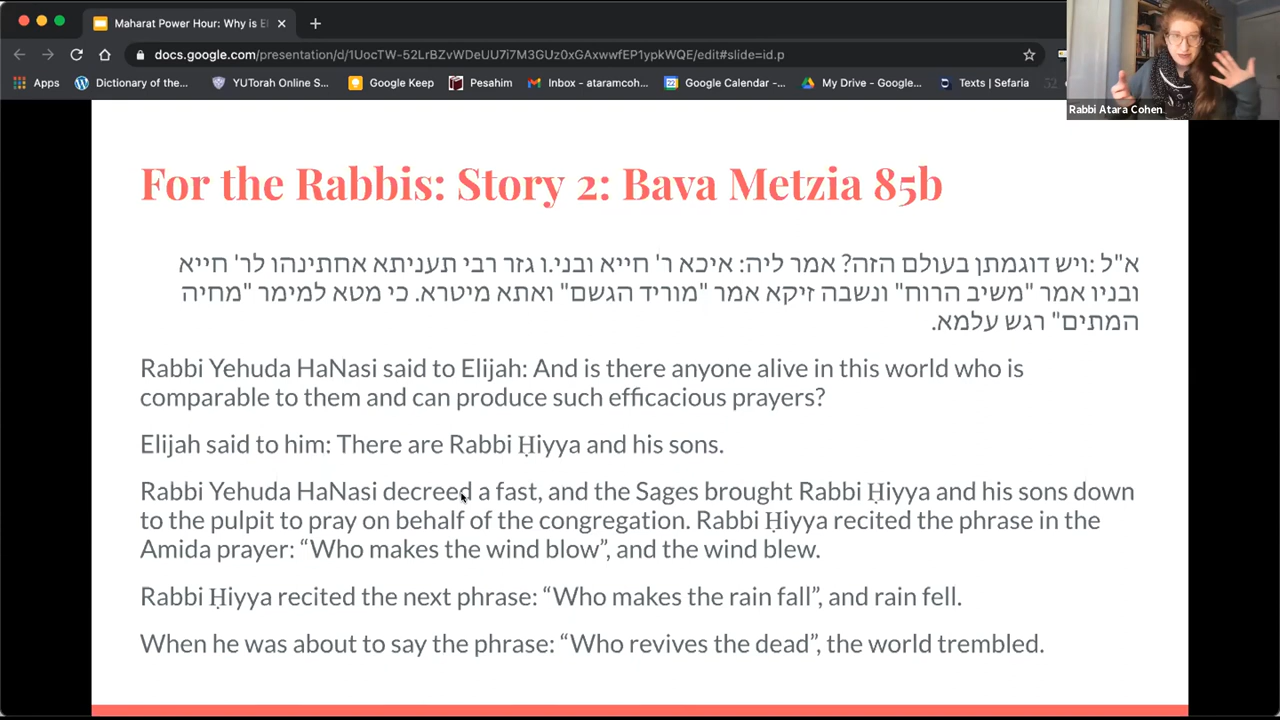 Maharat Power Hour: Why is El
docs.google.com/presentation/d/1UocTW-52LrBZvWDeUU7i7M3GUz0xGAxwwfEP1ypkWQE/edit#slide=id.p
Apps Dictionary of the... YUTorah Online S... Google Keep Pesahim Inbox - ataramcoh... Google Calendar -... My Drive - Google... Texts | Sefaria
Rabbi Atara Cohen
For the Rabbis: Story 2: Bava Metzia 85b
א"ל :ויש דוגמתן בעולם הזה? אמר ליה: איכא ר' חייא ובני.ו גזר רבי תעניתא אחתינהו לר' חייא
ובניו אמר "משיב הרוח" ונשבה זיקא אמר "מוריד הגשם" ואתא מיטרא. כי מטא למימר "מחיה
המתים" רגש עלמא.
Rabbi Yehuda HaNasi said to Elijah: And is there anyone alive in this world who is
comparable to them and can produce such efficacious prayers?
Elijah said to him: There are Rabbi Ḥiyya and his sons.
Rabbi Yehuda HaNasi decreed a fast, and the Sages brought Rabbi Ḥiyya and his sons down
to the pulpit to pray on behalf of the congregation. Rabbi Ḥiyya recited the phrase in the
Amida prayer: “Who makes the wind blow”, and the wind blew.
Rabbi Ḥiyya recited the next phrase: “Who makes the rain fall”, and rain fell.
When he was about to say the phrase: “Who revives the dead”, the world trembled.